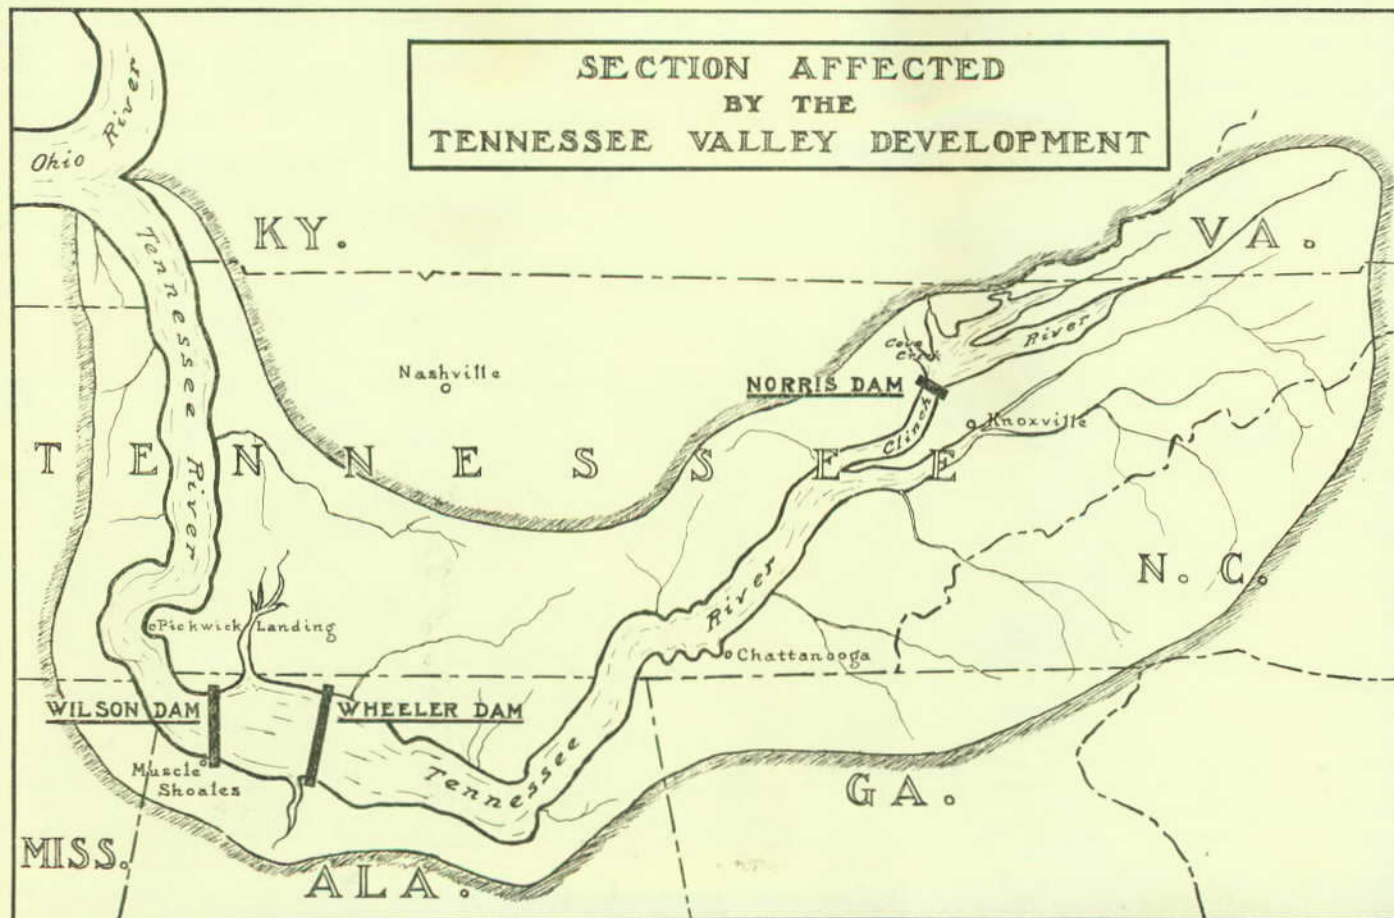 SECTION AFFECTED
BY THE
TENNESSEE VALLEY DEVELOPMENT
Ohio River
KY.
VA.
Tennessee River
Nashville
Cove
Creek
River
NORRIS DAM
Clinch
Knoxville
TENNESSEE
N. C.
Pickwick Landing
River
Chattanooga
WILSON DAM
WHEELER DAM
Tennessee
Muscle
Shoales
GA.
MISS.
ALA.